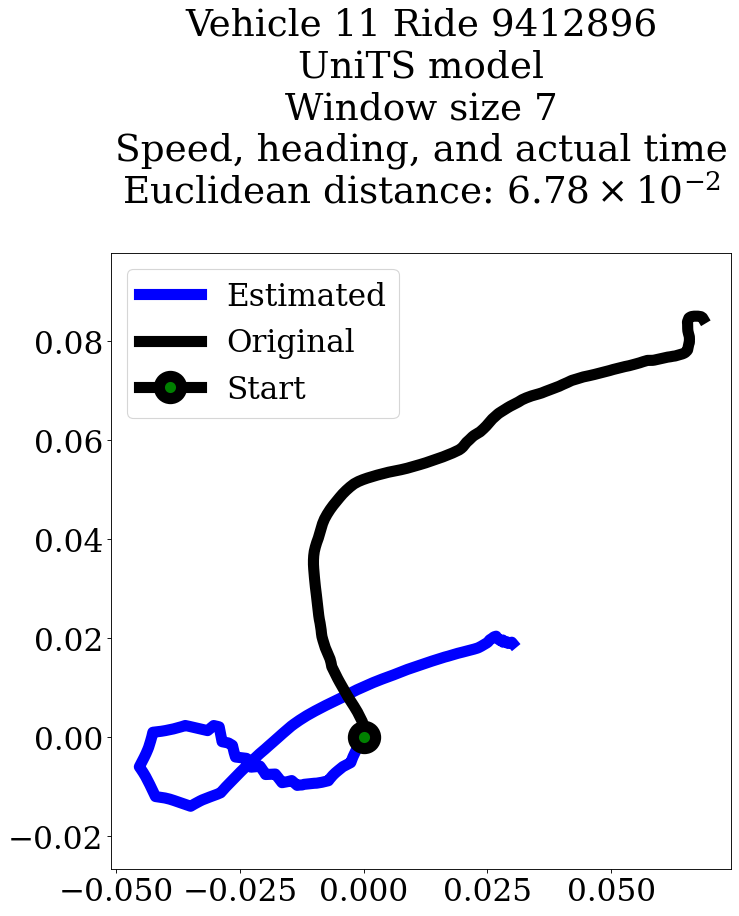 Vehicle 11 Ride 9412896
UniTS model
Window size 7
Speed, heading, and actual time
Euclidean distance: 6.78 × 10⁻²
Estimated
Original
Start
0.08
0.06
0.04
0.02
0.00
−0.02
−0.050 −0.025 0.000 0.025 0.050